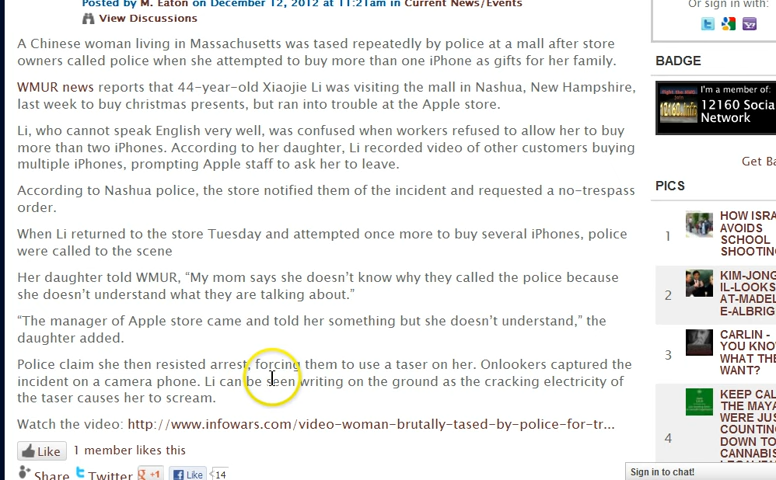 Posted by M. Eaton on December 12, 2012 at 11:21am in Current News/Events
View Discussions
A Chinese woman living in Massachusetts was tased repeatedly by police at a mall after store
owners called police when she attempted to buy more than one iPhone as gifts for her family.
WMUR news reports that 44-year-old Xiaojie Li was visiting the mall in Nashua, New Hampshire,
last week to buy christmas presents, but ran into trouble at the Apple store.
Li, who cannot speak English very well, was confused when workers refused to allow her to buy
more than two iPhones. According to her daughter, Li recorded video of other customers buying
multiple iPhones, prompting Apple staff to ask her to leave.
According to Nashua police, the store notified them of the incident and requested a no-trespass
order.
When Li returned to the store Tuesday and attempted once more to buy several iPhones, police
were called to the scene
Her daughter told WMUR, “My mom says she doesn’t know why they called the police because
she doesn’t understand what they are talking about.”
“The manager of Apple store came and told her something but she doesn’t understand,” the
daughter added.
Police claim she then resisted arrest, forcing them to use a taser on her. Onlookers captured the
incident on a camera phone. Li can be seen writing on the ground as the cracking electricity of
the taser causes her to scream.
Watch the video: http://www.infowars.com/video-woman-brutally-tased-by-police-for-tr...
Like 1 member likes this
Share Twitter +1 Like 14
Or sign in with:
BADGE
I'm a member of:
12160 Social
Network
Get Ba
PICS
1
HOW ISRA
AVOIDS
SCHOOL
SHOOTING
2
KIM-JONG
IL-LOOKS
AT-MADEL
E-ALBRIG
3
CARLIN -
YOU KNOW
WHAT THE
WANT?
4
KEEP CAL
THE MAYA
WERE JUS
COUNTING
DOWN TO
CANNABIS
Sign in to chat!